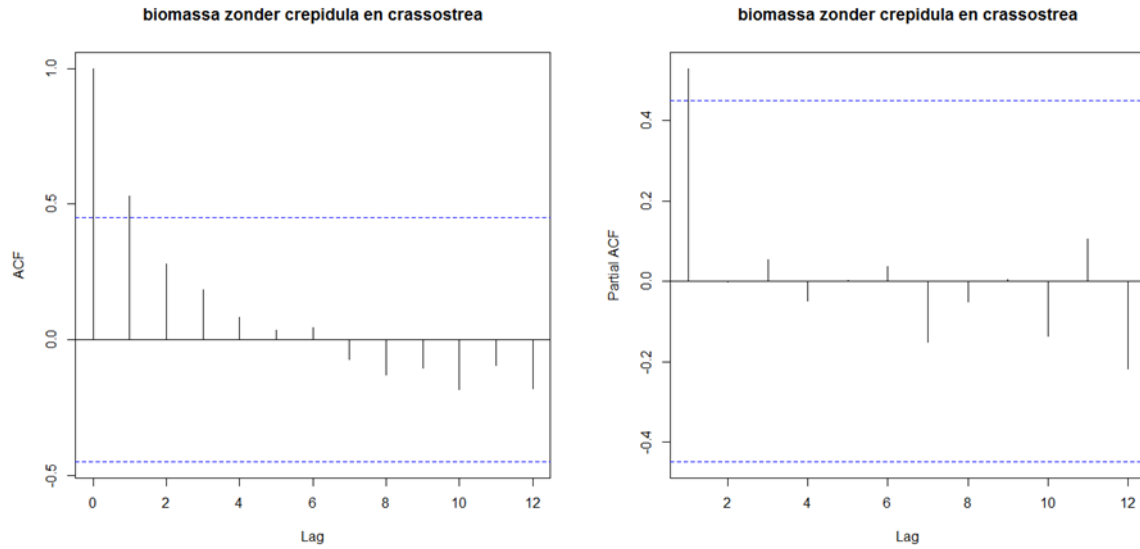 biomassa zonder crepidula en crassostrea
ACF
1.0
0.5
0.0
-0.5
0 2 4 6 8 10 12
Lag
biomassa zonder crepidula en crassostrea
Partial ACF
0.4
0.2
0.0
-0.2
-0.4
2 4 6 8 10 12
Lag